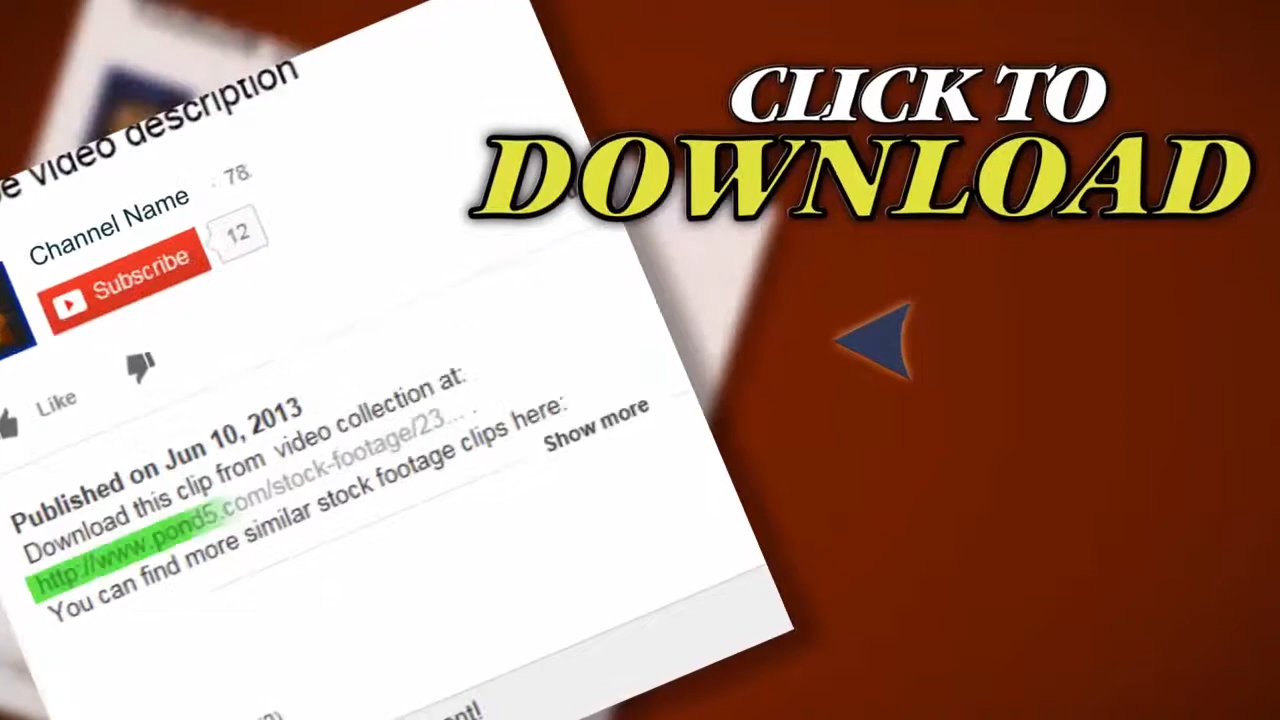 CLICK TO
DOWNLOAD
video description
Channel Name
78
Subscribe
12
Like
Published on Jun 10, 2013
Download this clip from video collection at:
http://www.pond5.com/stock-footage/23...
You can find more similar stock footage clips here:
Show more